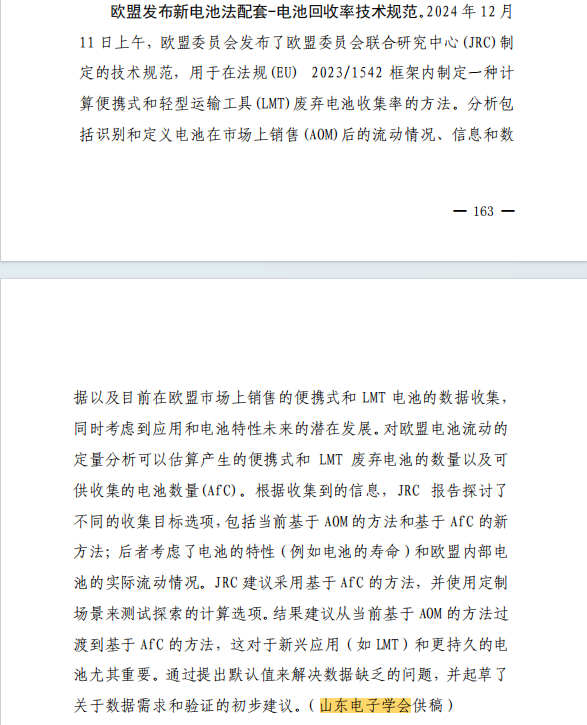 欧盟发布新电池法配套-电池回收率技术规范。2024年12月
11日上午，欧盟委员会发布了欧盟委员会联合研究中心(JRC)制
定的技术规范，用于在法规(EU) 2023/1542 框架内制定一种计
算便携式和轻型运输工具(LMT)废弃电池收集率的方法。分析包
括识别和定义电池在市场上销售(AOM)后的流动情况、信息和数
— 163 —
据以及目前在欧盟市场上销售的便携式和 LMT 电池的数据收集，
同时考虑到应用和电池特性未来的潜在发展。对欧盟电池流动的
定量分析可以估算产生的便携式和 LMT 废弃电池的数量以及可
供收集的电池数量(AfC)。根据收集到的信息，JRC 报告探讨了
不同的收集目标选项，包括当前基于 AOM 的方法和基于 AfC 的新
方法；后者考虑了电池的特性（例如电池的寿命）和欧盟内部电
池的实际流动情况。JRC 建议采用基于 AfC 的方法，并使用定制
场景来测试探索的计算选项。结果建议从当前基于 AOM 的方法过
渡到基于 AfC 的方法，这对于新兴应用（如 LMT）和更持久的电
池尤其重要。通过提出默认值来解决数据缺乏的问题，并起草了
关于数据需求和验证的初步建议。（山东电子学会供稿）